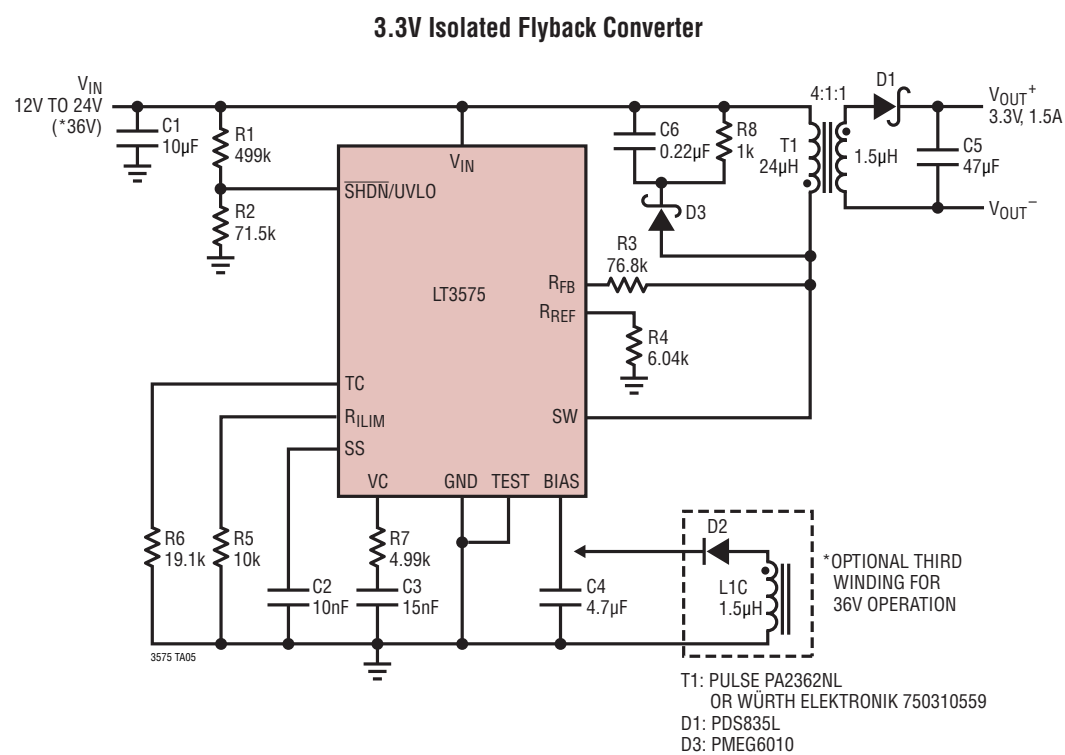 3.3V Isolated Flyback Converter
VIN
12V TO 24V
(*36V)
C1
10µF
R1
499k
R2
71.5k
VIN
SHDN/UVLO
LT3575
RFB
RREF
SW
TC
RILIM
SS
VC
GND
TEST
BIAS
C6
0.22µF
R8
1k
D3
R3
76.8k
R4
6.04k
4:1:1
T1
24µH
1.5µH
D1
VOUT+
3.3V, 1.5A
C5
47µF
VOUT–
R6
19.1k
R5
10k
C2
10nF
R7
4.99k
C3
15nF
C4
4.7µF
D2
L1C
1.5µH
*OPTIONAL THIRD
WINDING FOR
36V OPERATION
3575 TA05
T1: PULSE PA2362NL
OR WÜRTH ELEKTRONIK 750310559
D1: PDS835L
D3: PMEG6010